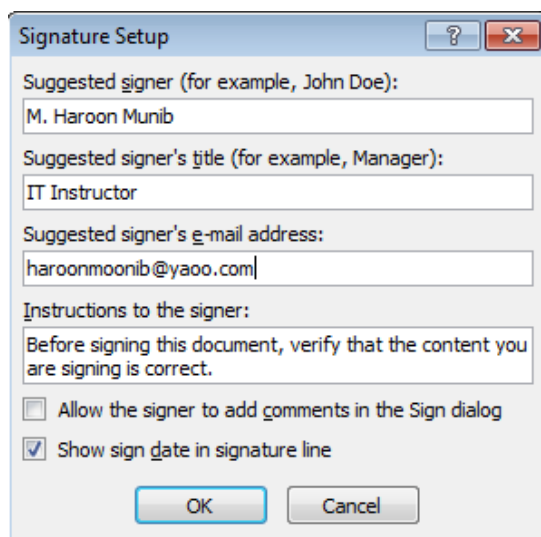 Signature Setup
Suggested signer (for example, John Doe):
M. Haroon Munib
Suggested signer's title (for example, Manager):
IT Instructor
Suggested signer's e-mail address:
haroonmoonib@yaoo.com
Instructions to the signer:
Before signing this document, verify that the content you
are signing is correct.
Allow the signer to add comments in the Sign dialog
Show sign date in signature line
OK Cancel